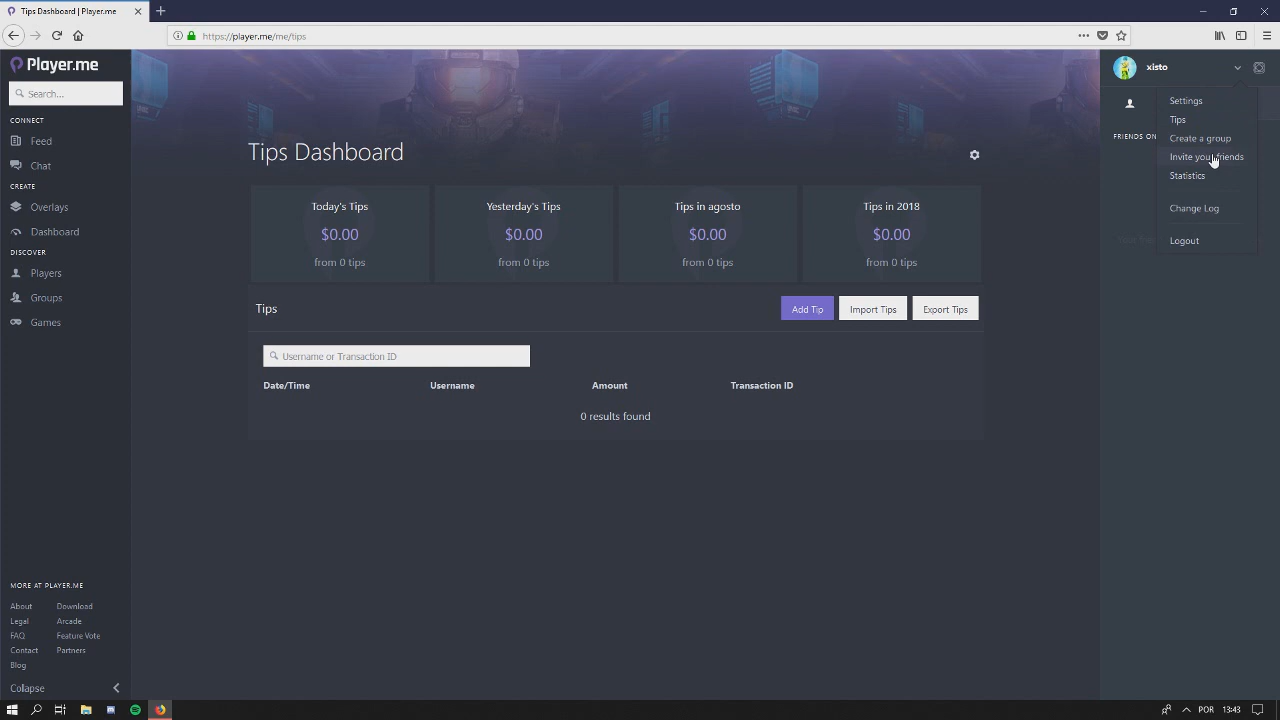 Tips Dashboard | Player.me
https://player.me/me/tips
Player.me
Search...
CONNECT
Feed
Chat
CREATE
Overlays
Dashboard
DISCOVER
Players
Groups
Games
MORE AT PLAYER.ME
About Download
Legal Arcade
FAQ Feature Vote
Contact Partners
Blog
Collapse
Tips Dashboard
Today's Tips
$0.00
from 0 tips
Yesterday's Tips
$0.00
from 0 tips
Tips in agosto
$0.00
from 0 tips
Tips in 2018
$0.00
from 0 tips
Tips
Add Tip
Import Tips
Export Tips
Username or Transaction ID
Date/Time Username Amount Transaction ID
0 results found
xisto
FRIENDS ON
Settings
Tips
Create a group
Invite your friends
Statistics
Change Log
Logout
POR 13:43